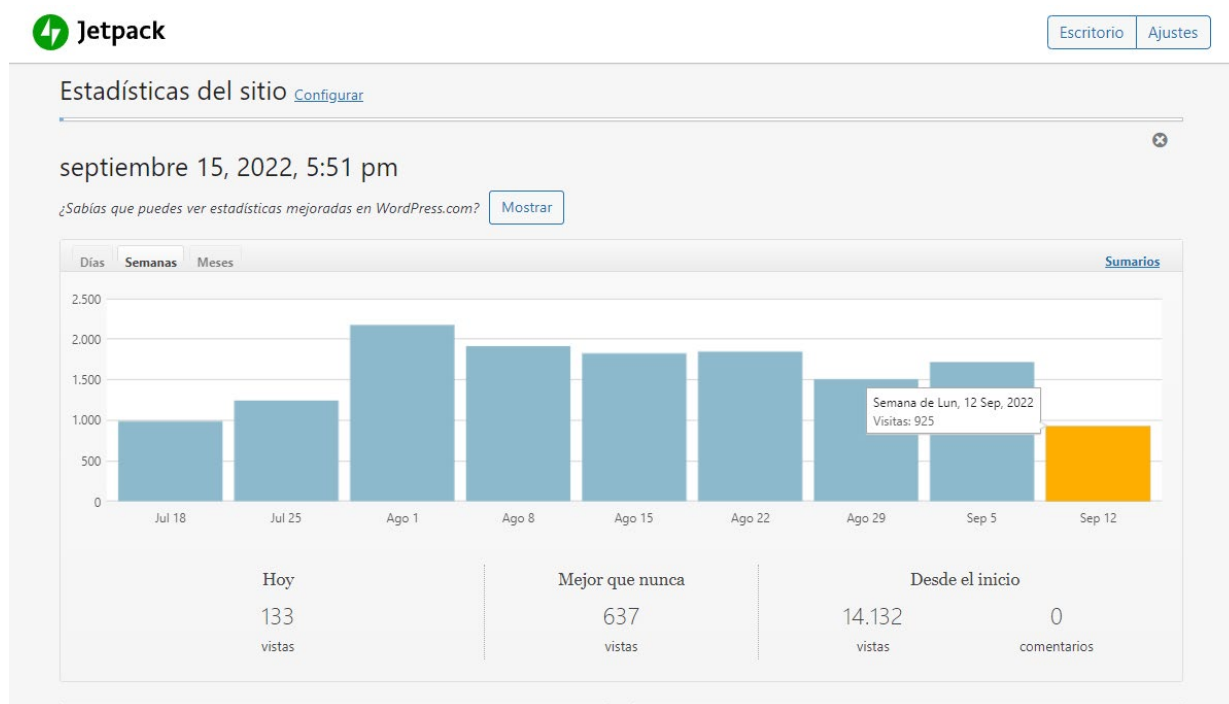 Jetpack
Escritorio Ajustes
Estadísticas del sitio Configurar
septiembre 15, 2022, 5:51 pm
¿Sabías que puedes ver estadísticas mejoradas en WordPress.com? Mostrar
Días Semanas Meses Sumarios
2.500
2.000
1.500
1.000
500
0
Semana de Lun, 12 Sep, 2022
Visitas: 925
Jul 18 Jul 25 Ago 1 Ago 8 Ago 15 Ago 22 Ago 29 Sep 5 Sep 12
Hoy Mejor que nunca Desde el inicio
133 637 14.132 0
vistas vistas vistas comentarios